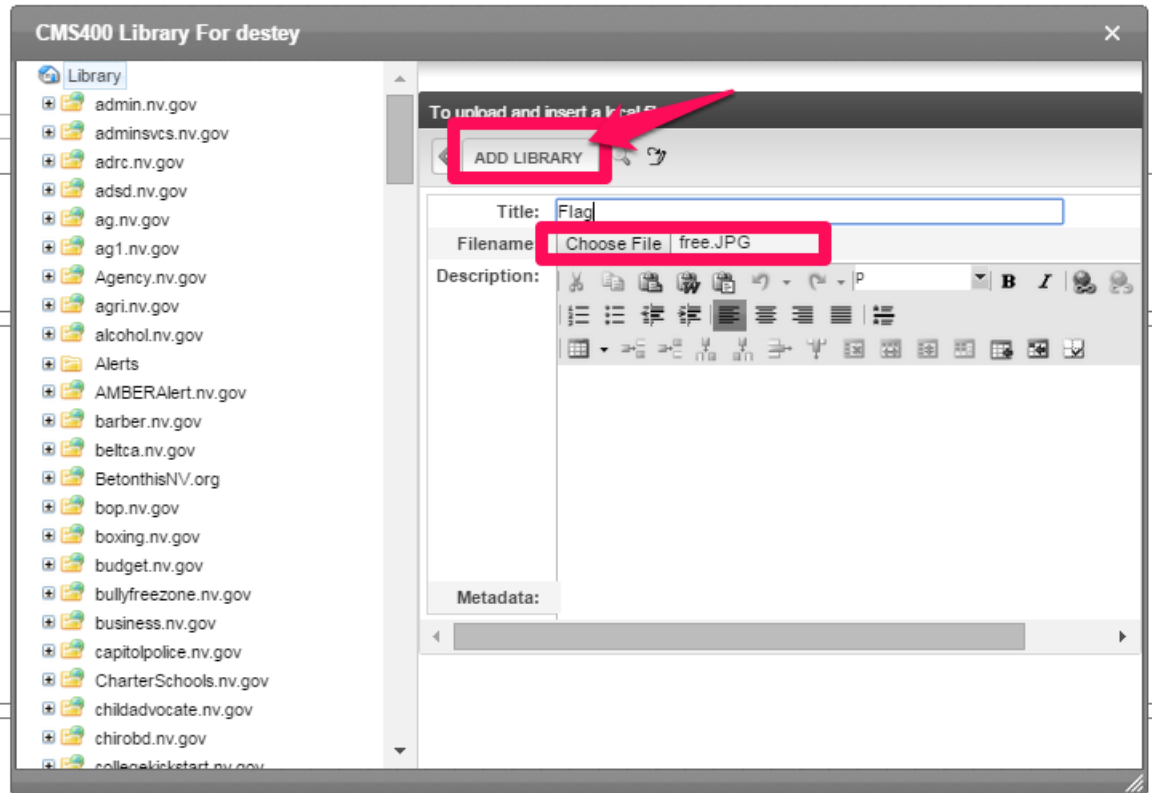 CMS400 Library For destey
Library
admin.nv.gov
adminsvcs.nv.gov
adrc.nv.gov
adsd.nv.gov
ag.nv.gov
ag1.nv.gov
Agency.nv.gov
agri.nv.gov
alcohol.nv.gov
Alerts
AMBERAlert.nv.gov
barber.nv.gov
beltca.nv.gov
BetonthisNV.org
bop.nv.gov
boxing.nv.gov
budget.nv.gov
bullyfreezone.nv.gov
business.nv.gov
capitolpolice.nv.gov
CharterSchools.nv.gov
childadvocate.nv.gov
chirobd.nv.gov
collegekickstart.nv.gov
To upload and insert a local
ADD LIBRARY
Title: Flag
Filename Choose File free.JPG
Description:
P
B I
Metadata: